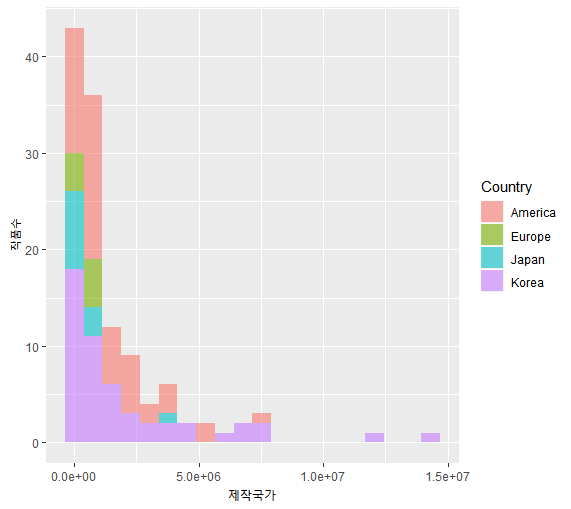 40
30
20
10
0
작품수
0.0e+00
5.0e+06
1.0e+07
1.5e+07
제작국가
Country
America
Europe
Japan
Korea